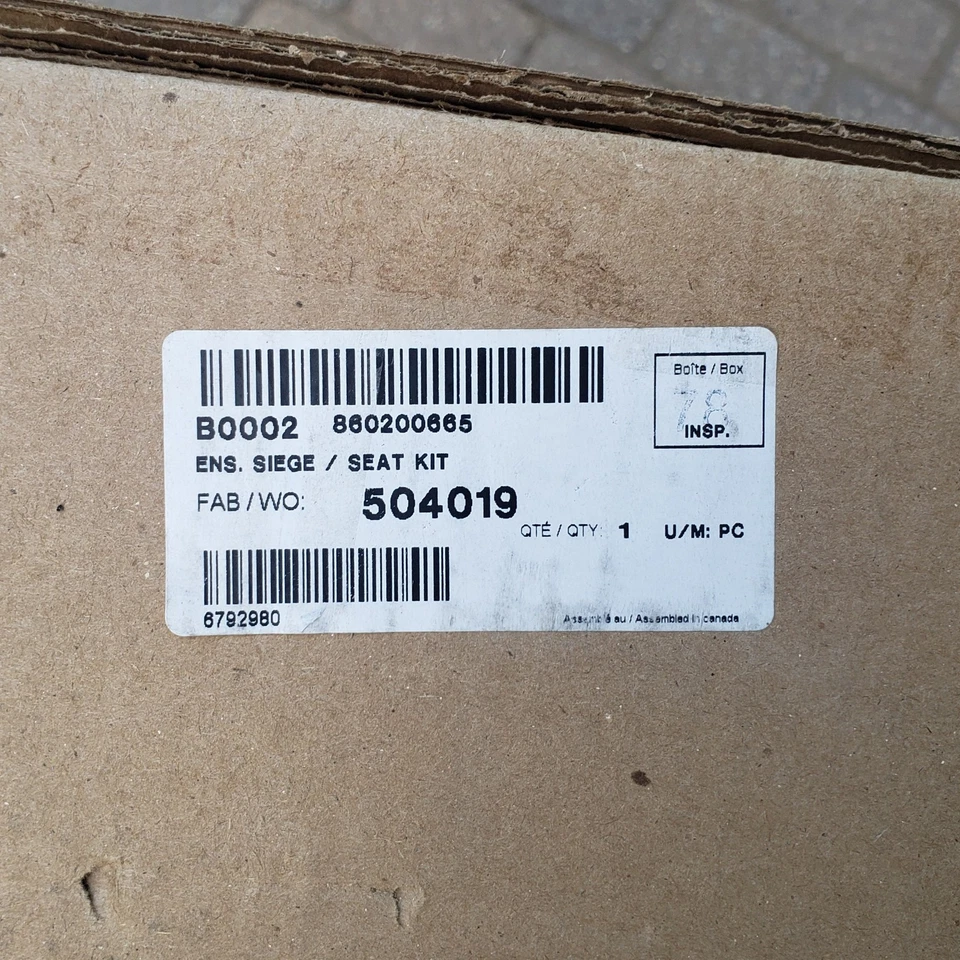 Boîte / Box
78
INSP.
B0002 860200665
ENS. SIEGE / SEAT KIT
FAB / WO: 504019
QTÉ / QTY: 1 U/M: PC
6792980
Assemblé au / Assembled in canada